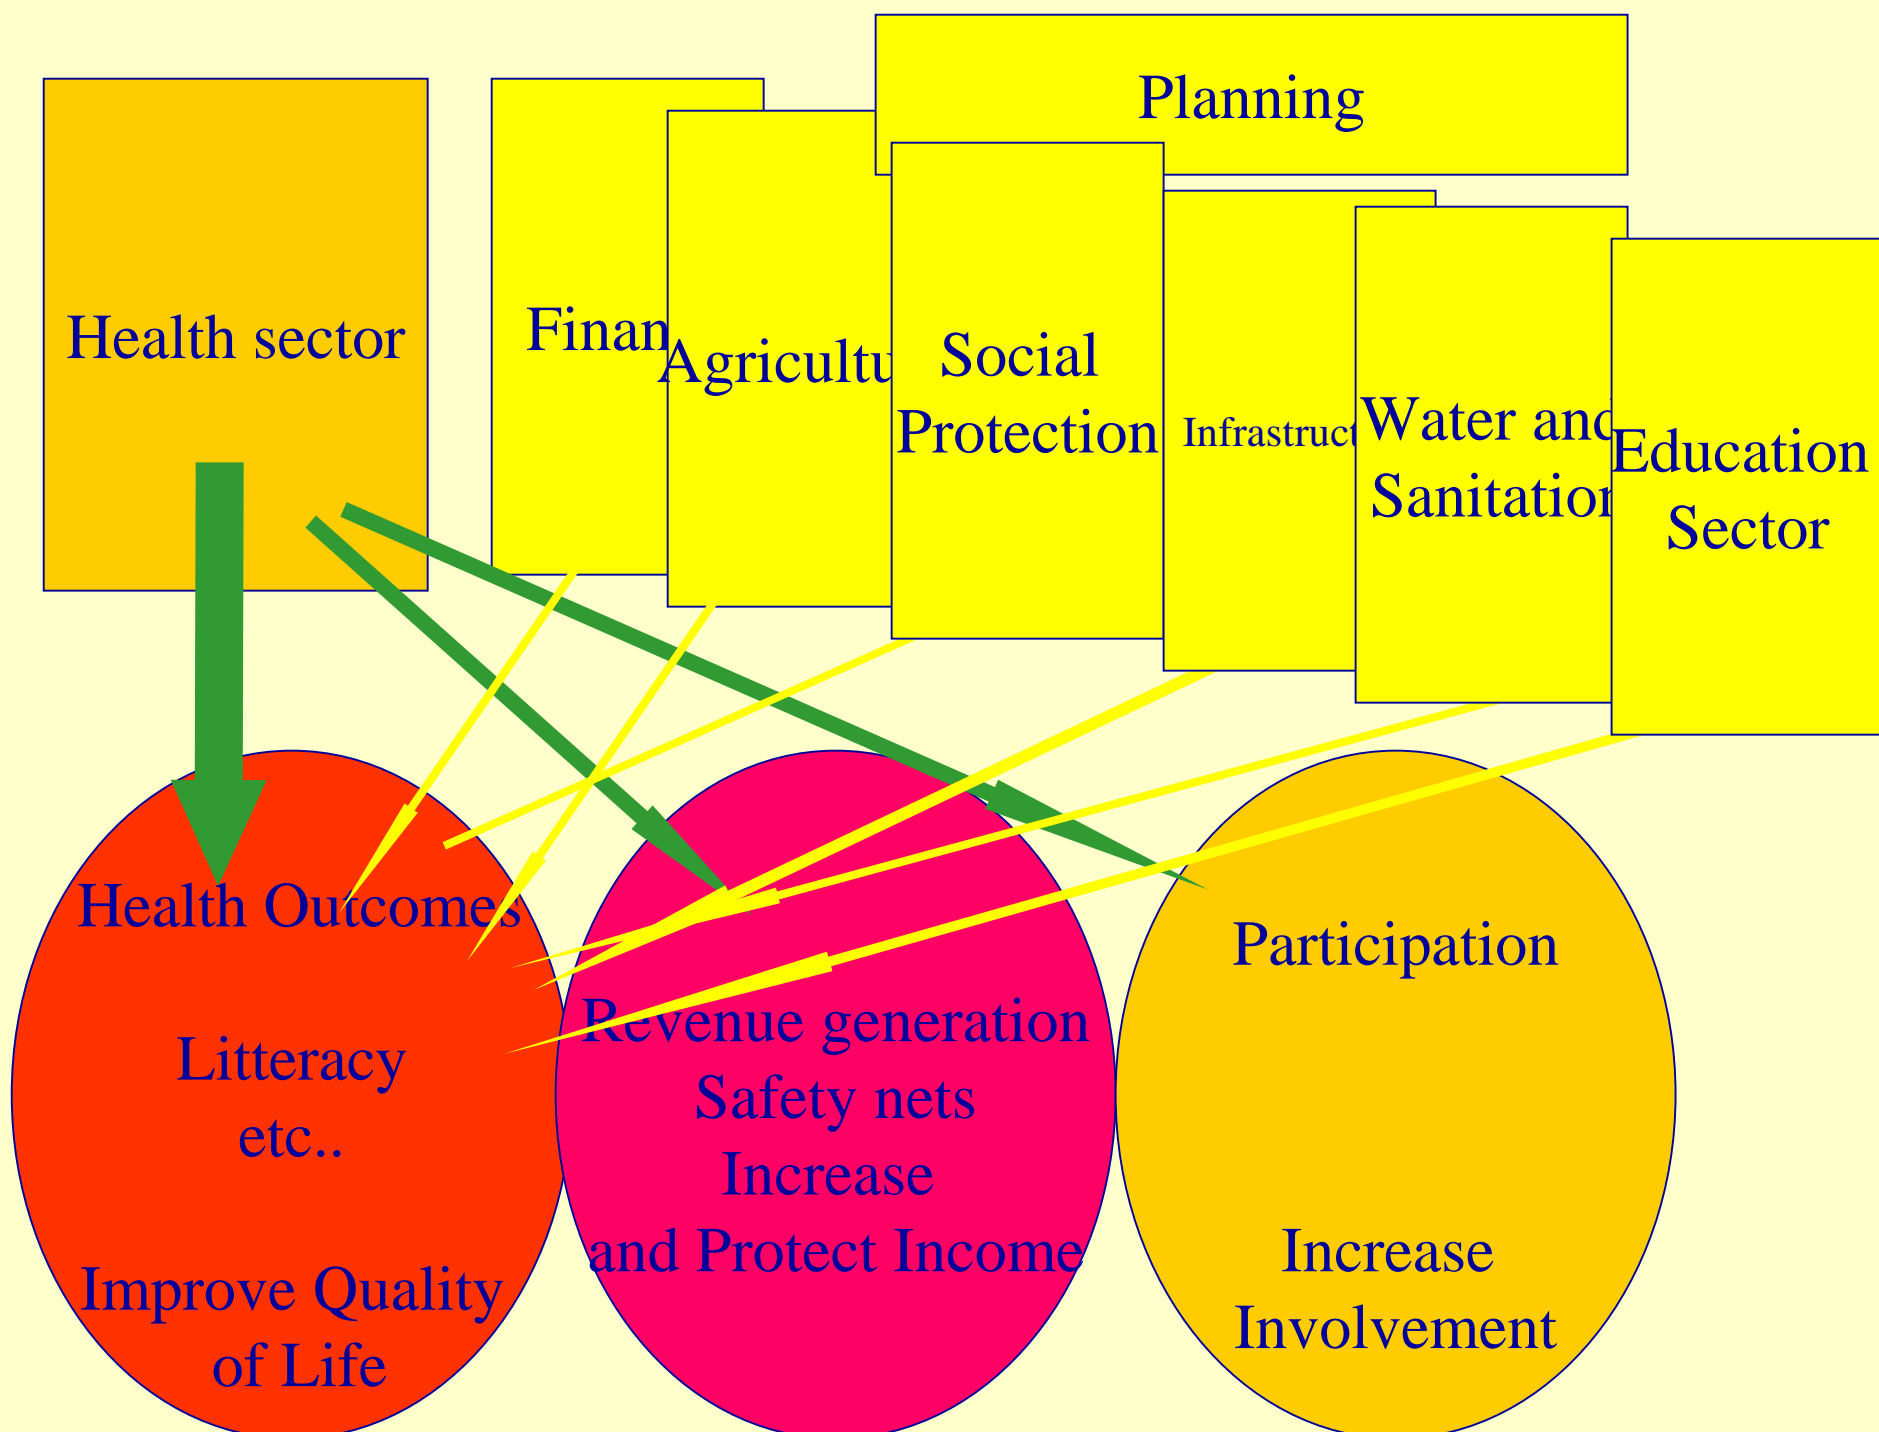 Planning
Health sector
Finan
Agricultu
Social
Protection
Infrastruct
Water and
Sanitation
Education
Sector
Health Outcomes
Litteracy
etc..
Improve Quality
of Life
Revenue generation
Safety nets
Increase
and Protect Income
Participation
Increase
Involvement